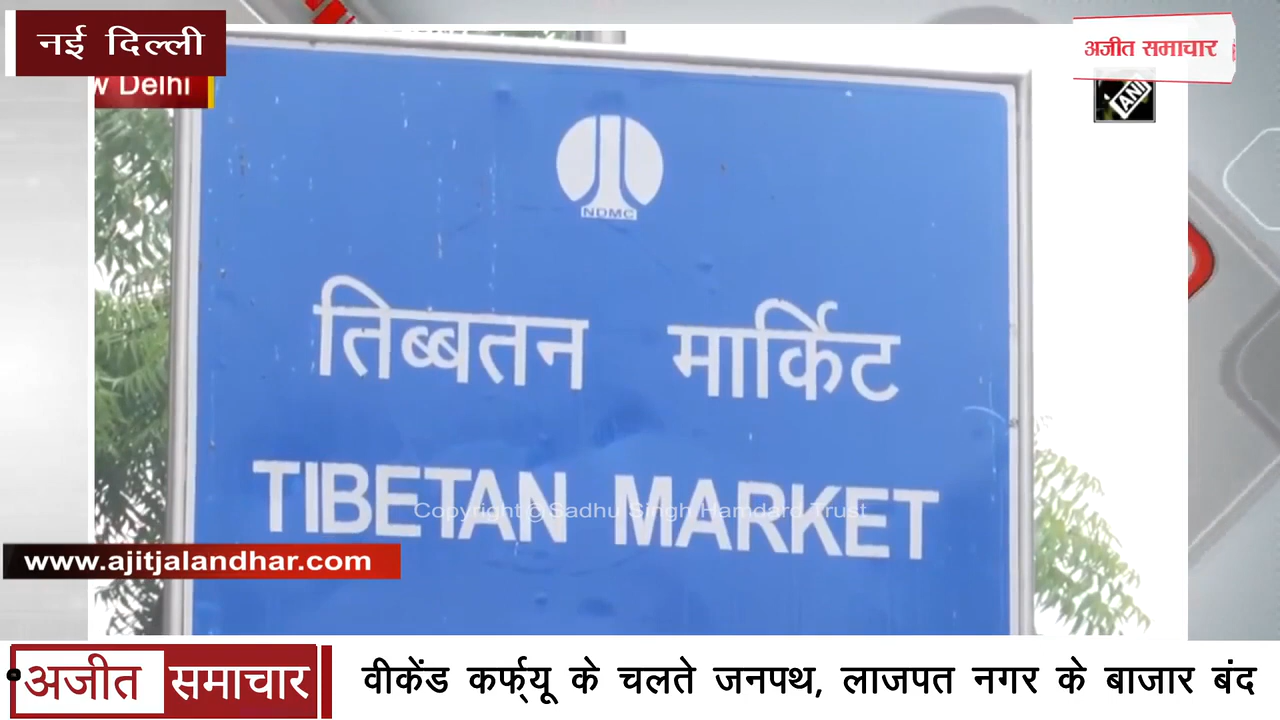 नई दिल्ली
w Delhi
अजीत समाचार
ANI
NDMC
तिब्बतन मार्किट
TIBETAN MARKET
Copyright @ Sadhu Singh Hamdard Trust
www.ajitjalandhar.com
अजीत समाचार
वीकेंड कर्फ्यू के चलते जनपथ, लाजपत नगर के बाजार बंद